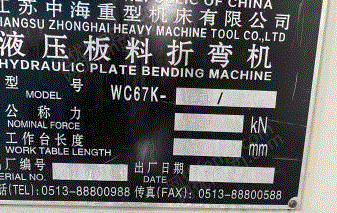 江苏中海重型机床有限公司
JIANGSU ZHONGHAI HEAVY MACHINE TOOL CO.,LTD
液压板料折弯机
HYDRAULIC PLATE BENDING MACHINE
型 号
MODEL WC67K- /
公 称 力
NOMINAL FORCE kN
工作台长度
WORK TABLE LENGTH mm
出厂编号 出厂日期
SERIAL NO. DATE
电话(TEL): 0513-88800988 传真(FAX): 0513-88800588